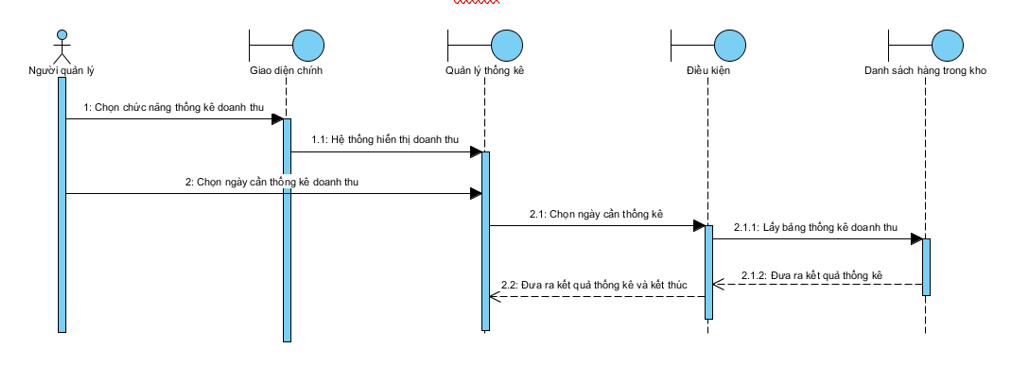 Người quản lý
Giao diện chính
Quản lý thống kê
Điều kiện
Danh sách hàng trong kho
1: Chọn chức năng thống kê doanh thu
1.1: Hệ thống hiển thị doanh thu
2: Chọn ngày cần thống kê doanh thu
2.1: Chọn ngày cần thống kê
2.1.1: Lấy bảng thống kê doanh thu
2.1.2: Đưa ra kết quả thống kê
2.2: Đưa ra kết quả thống kê và kết thúc